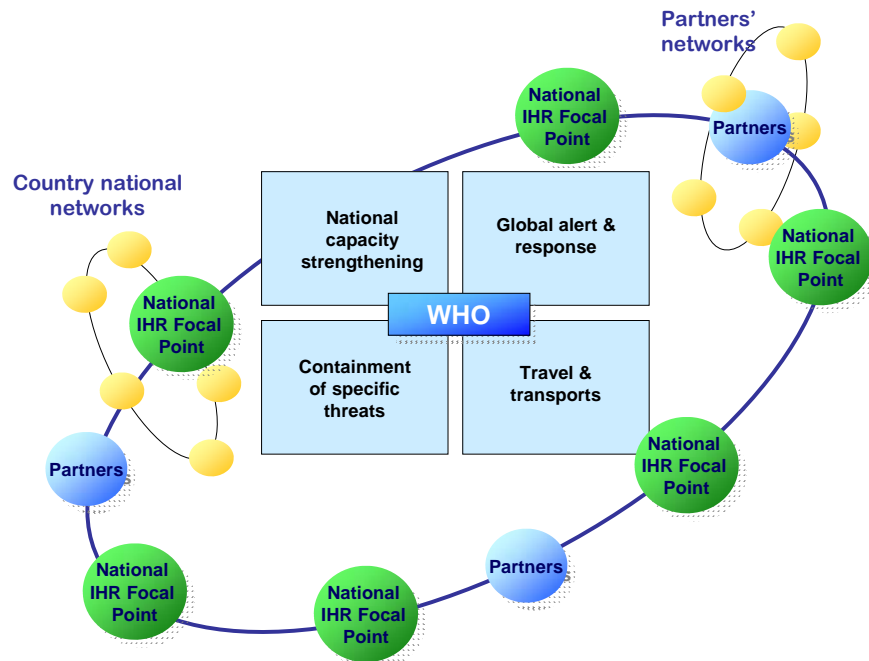 Partners'
networks
National
IHR Focal
Point
Partners
Country national
networks
National
capacity
strengthening
Global alert &
response
National
IHR Focal
Point
National
IHR Focal
Point
WHO
Containment
of specific
threats
Travel &
transports
National
IHR Focal
Point
Partners
National
IHR Focal
Point
National
IHR Focal
Point
Partners